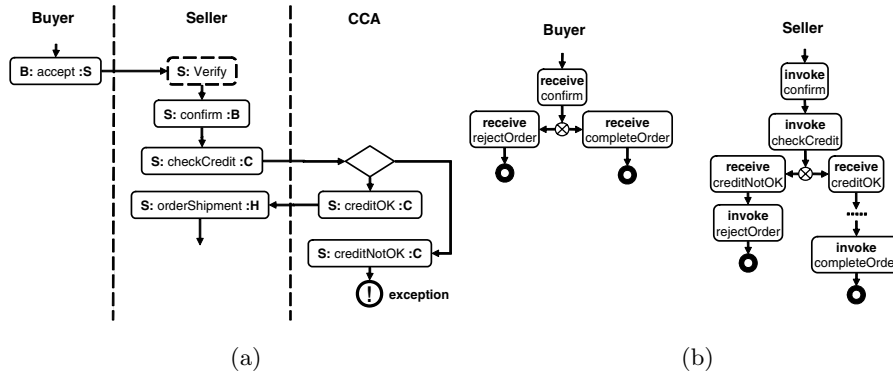 Buyer
Seller
CCA
B: accept :S
S: Verify
S: confirm :B
S: checkCredit :C
S: orderShipment :H
S: creditOK :C
S: creditNotOK :C
!
exception
(a)
Buyer
receive
confirm
receive
rejectOrder
receive
completeOrder
Seller
invoke
confirm
invoke
checkCredit
receive
creditNotOK
receive
creditOK
invoke
rejectOrder
invoke
completeOrder
(b)